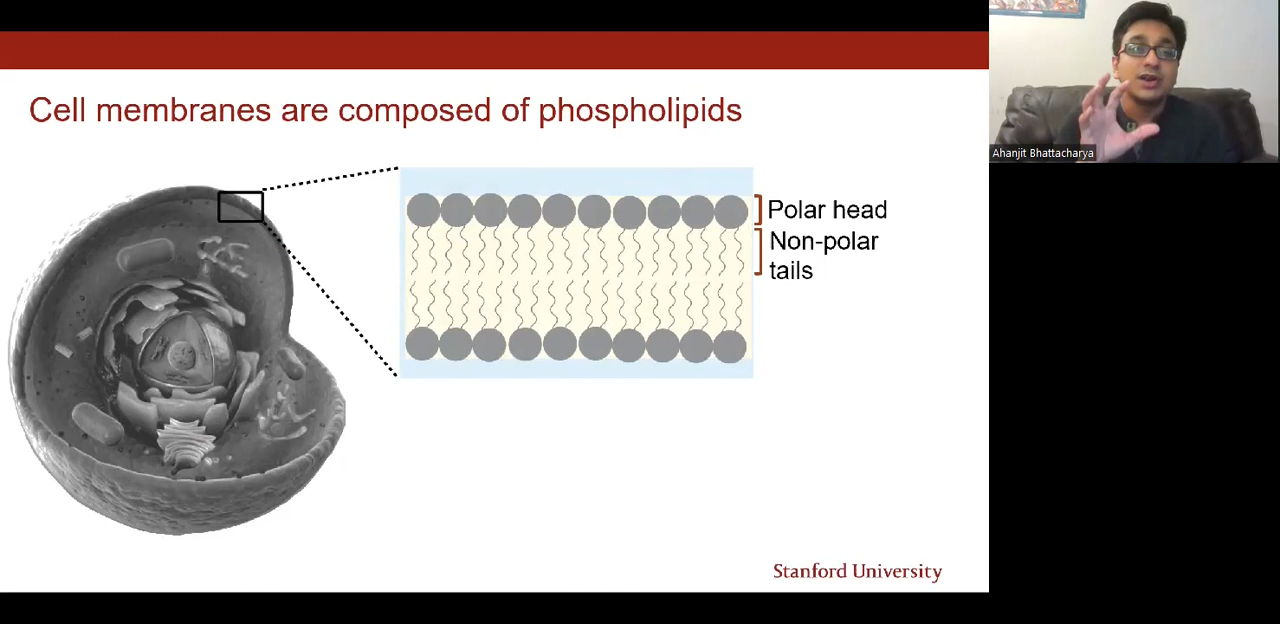 Cell membranes are composed of phospholipids
Ahanjit Bhattacharya
Polar head
Non-polar
tails
Stanford University